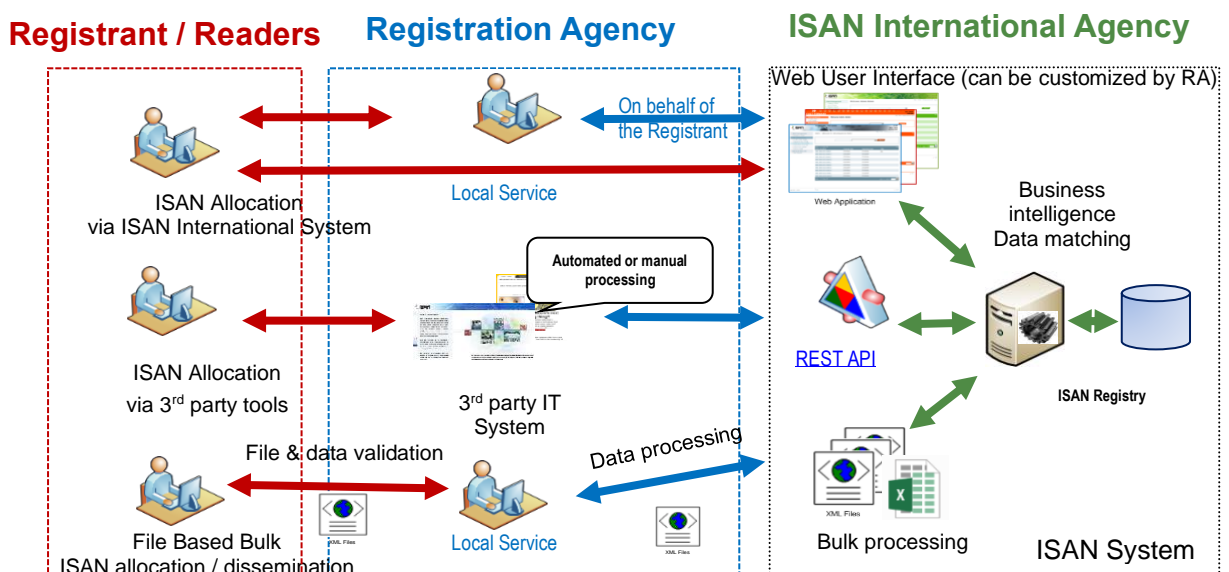 Registrant / Readers
Registration Agency
ISAN International Agency
Web User Interface (can be customized by RA)
On behalf of
the Registrant
Web Application
Local Service
ISAN Allocation
via ISAN International System
Business
intelligence
Data matching
Automated or manual
processing
REST API
ISAN Allocation
via 3rd party tools
3rd party IT
System
ISAN Registry
File & data validation
Data processing
XML Files
XML Files
XML Files
File Based Bulk
ISAN allocation / dissemination
Local Service
Bulk processing
ISAN System